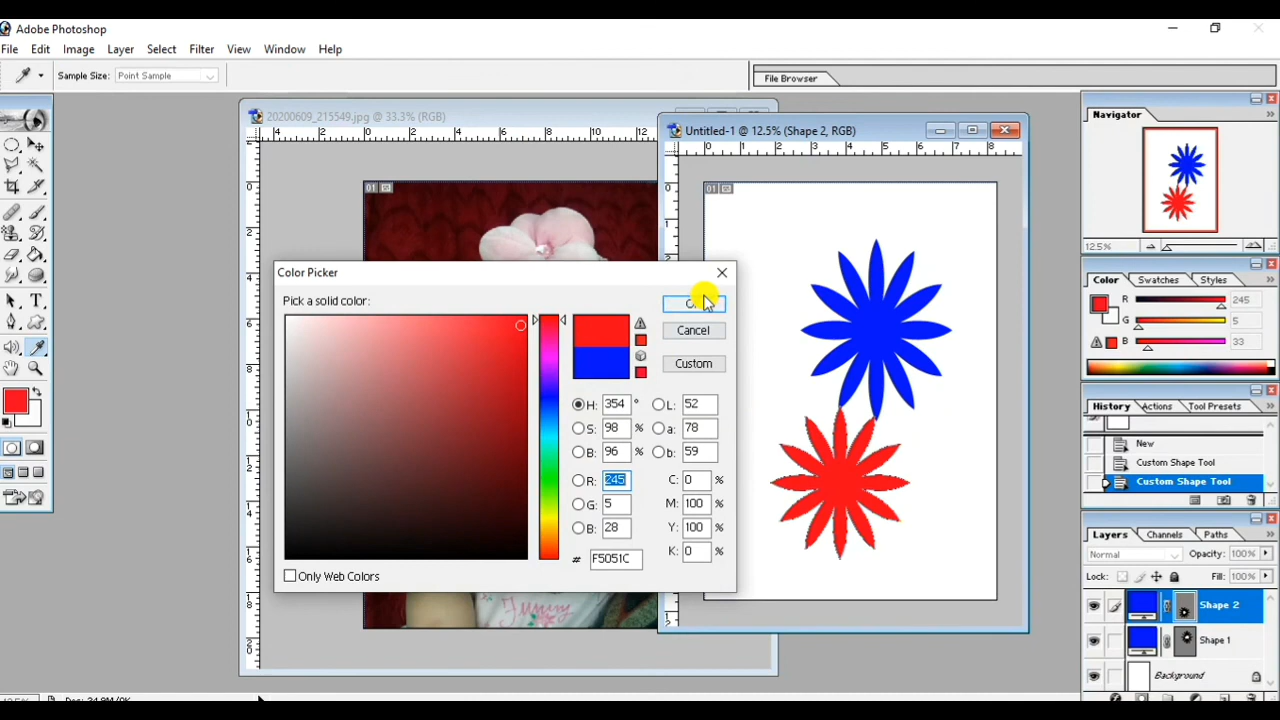 Adobe Photoshop
File Edit Image Layer Select Filter View Window Help
Sample Size: Point Sample
File Browser
20200609_215549.jpg @ 33.3% (RGB)
Untitled-1 @ 12.5% (Shape 2, RGB)
Navigator
12.5%
Color Swatches Styles
R 245
G 5
B 33
History Actions Tool Presets
New
Custom Shape Tool
Custom Shape Tool
Layers Channels Paths
Normal Opacity: 100%
Lock: Fill: 100%
Shape 2
Shape 1
Background
Color Picker
Pick a solid color:
Cancel
Custom
H: 354 ° L: 52
S: 98 % a: 78
B: 96 % b: 59
R: 245 C: 0 %
G: 5 M: 100 %
B: 28 Y: 100 %
# F5051C K: 0 %
Only Web Colors